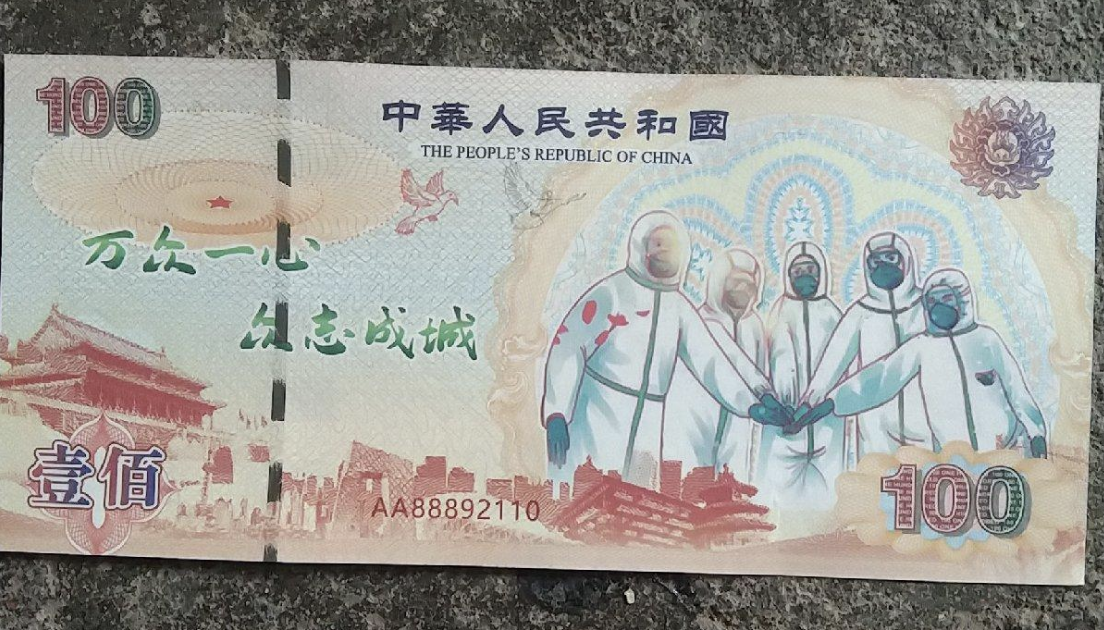 100
中華人民共和國
THE PEOPLE'S REPUBLIC OF CHINA
万众一心
众志成城
壹佰
AA88892110
100